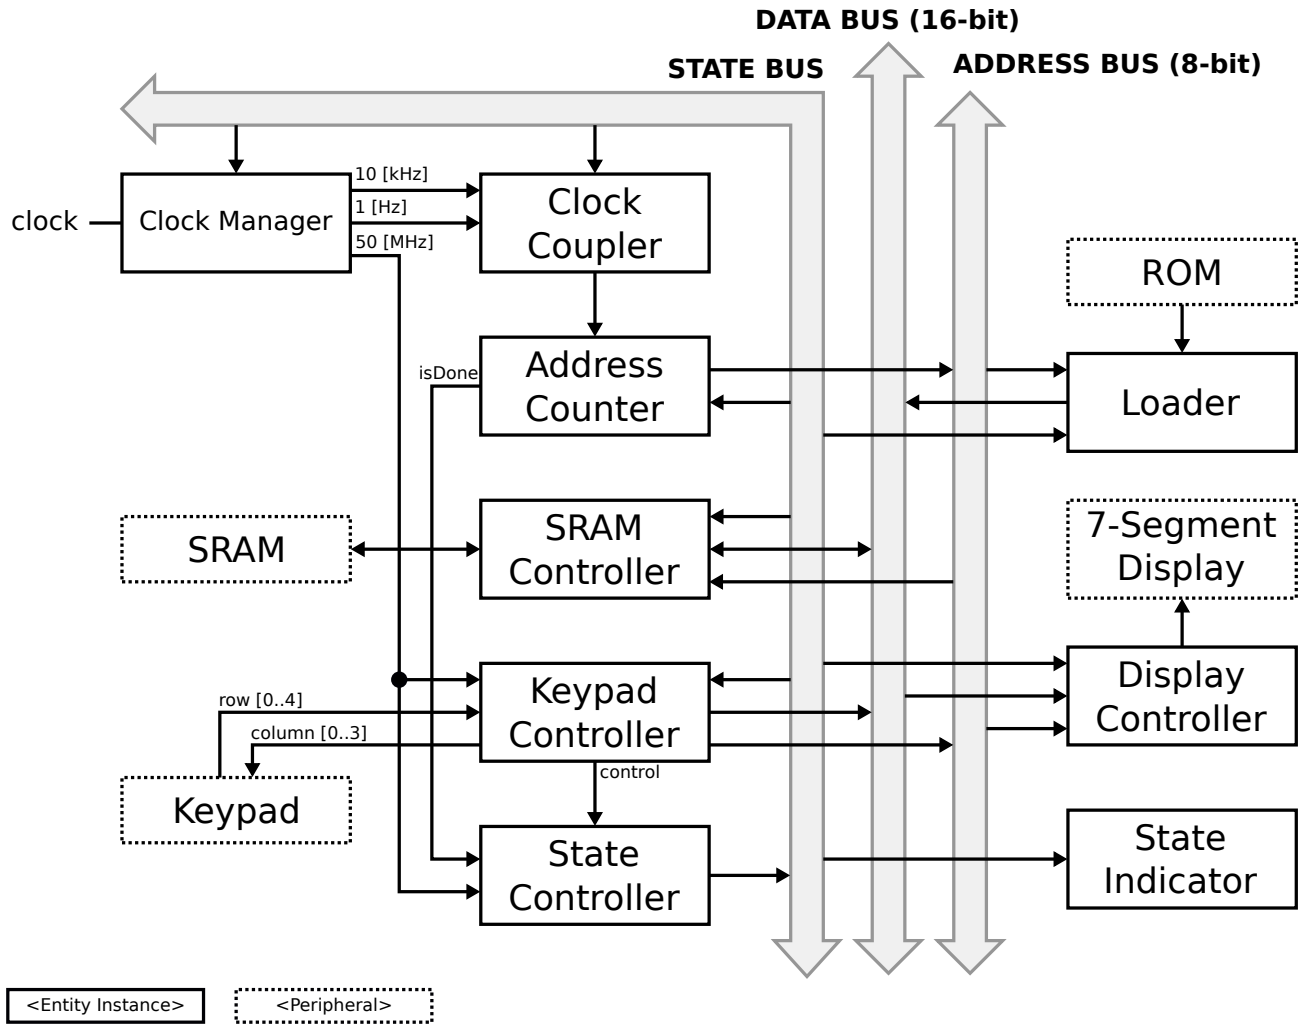 DATA BUS (16-bit)
STATE BUS
ADDRESS BUS (8-bit)
clock
Clock Manager
10 [kHz]
1 [Hz]
50 [MHz]
Clock
Coupler
ROM
isDone
Address
Counter
Loader
SRAM
SRAM
Controller
7-Segment
Display
row [0..4]
column [0..3]
Keypad
Controller
Display
Controller
control
Keypad
State
Controller
State
Indicator
<Entity Instance>
<Peripheral>